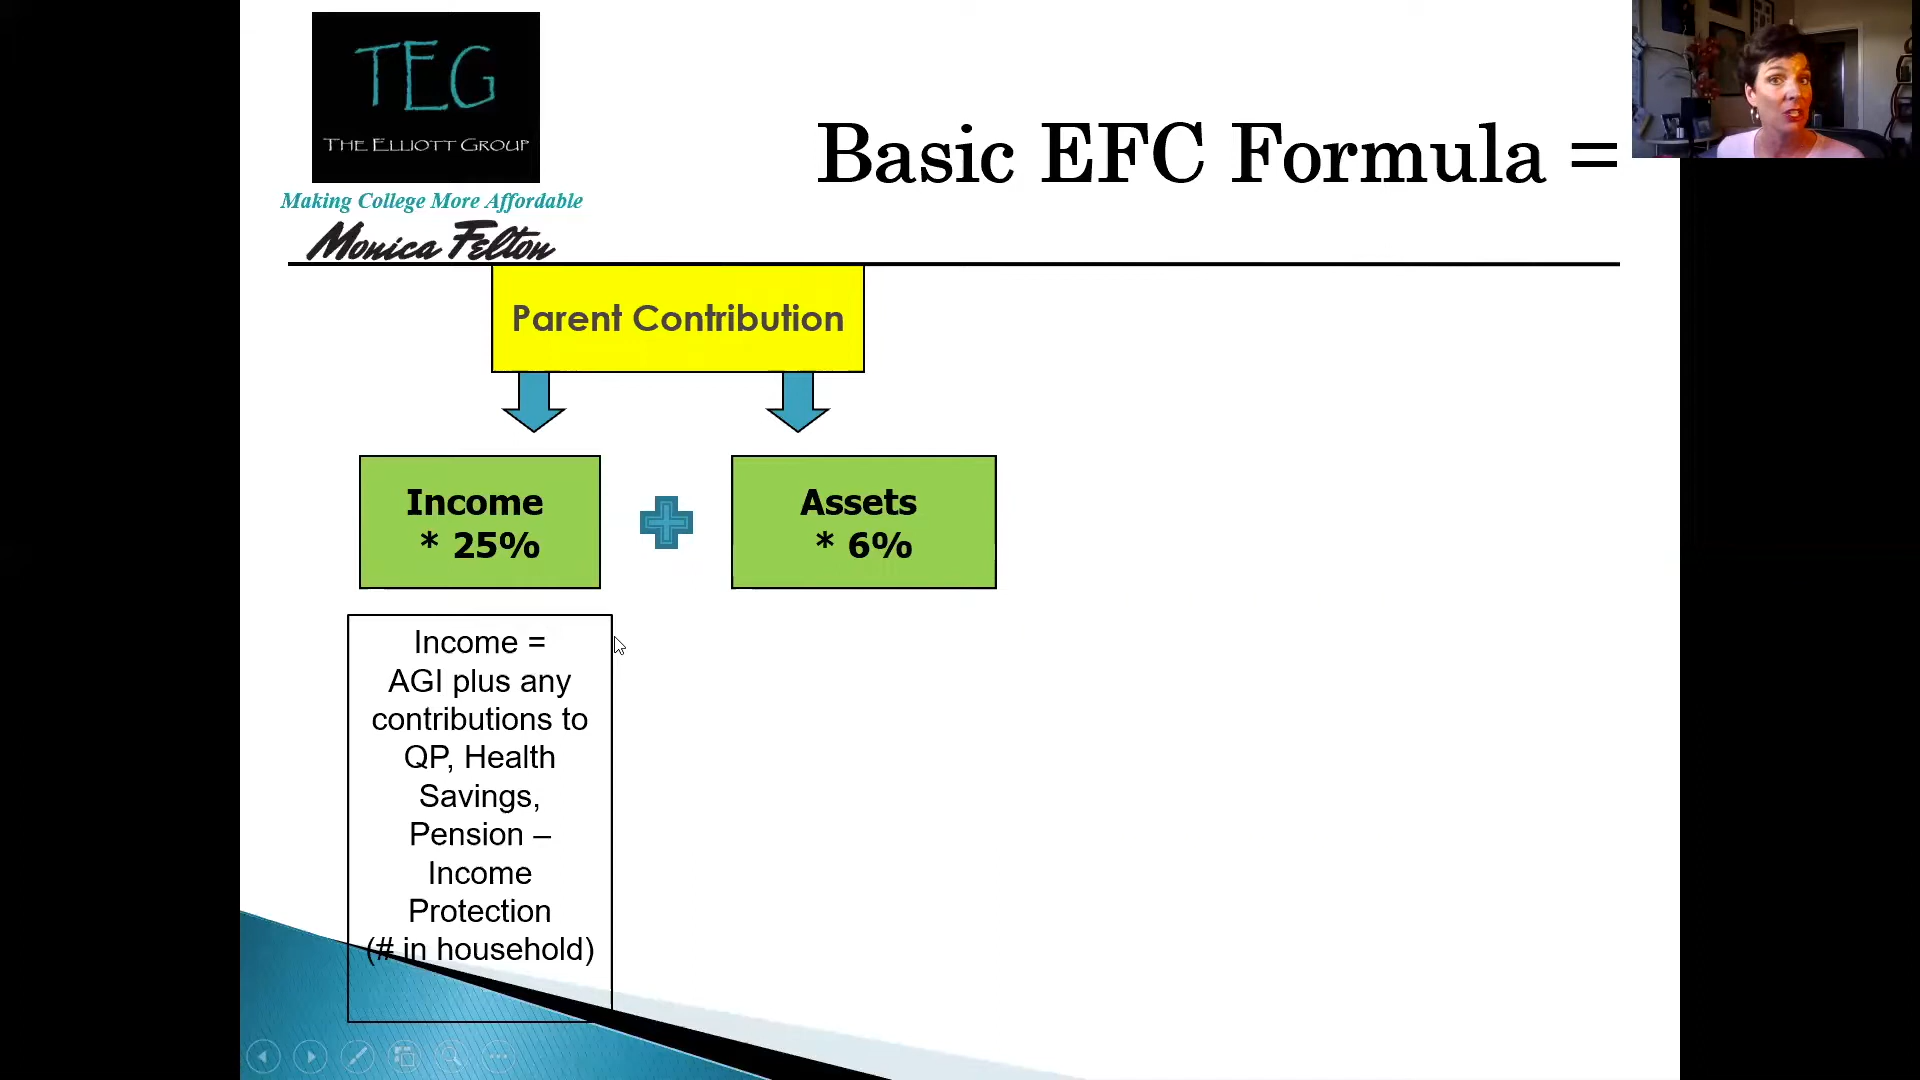 TEG
THE ELLIOTT GROUP
Making College More Affordable
Monica Felton
Basic EFC Formula =
Parent Contribution
Income
* 25%
Assets
* 6%
Income =
AGI plus any
contributions to
QP, Health
Savings,
Pension –
Income
Protection
(# in household)